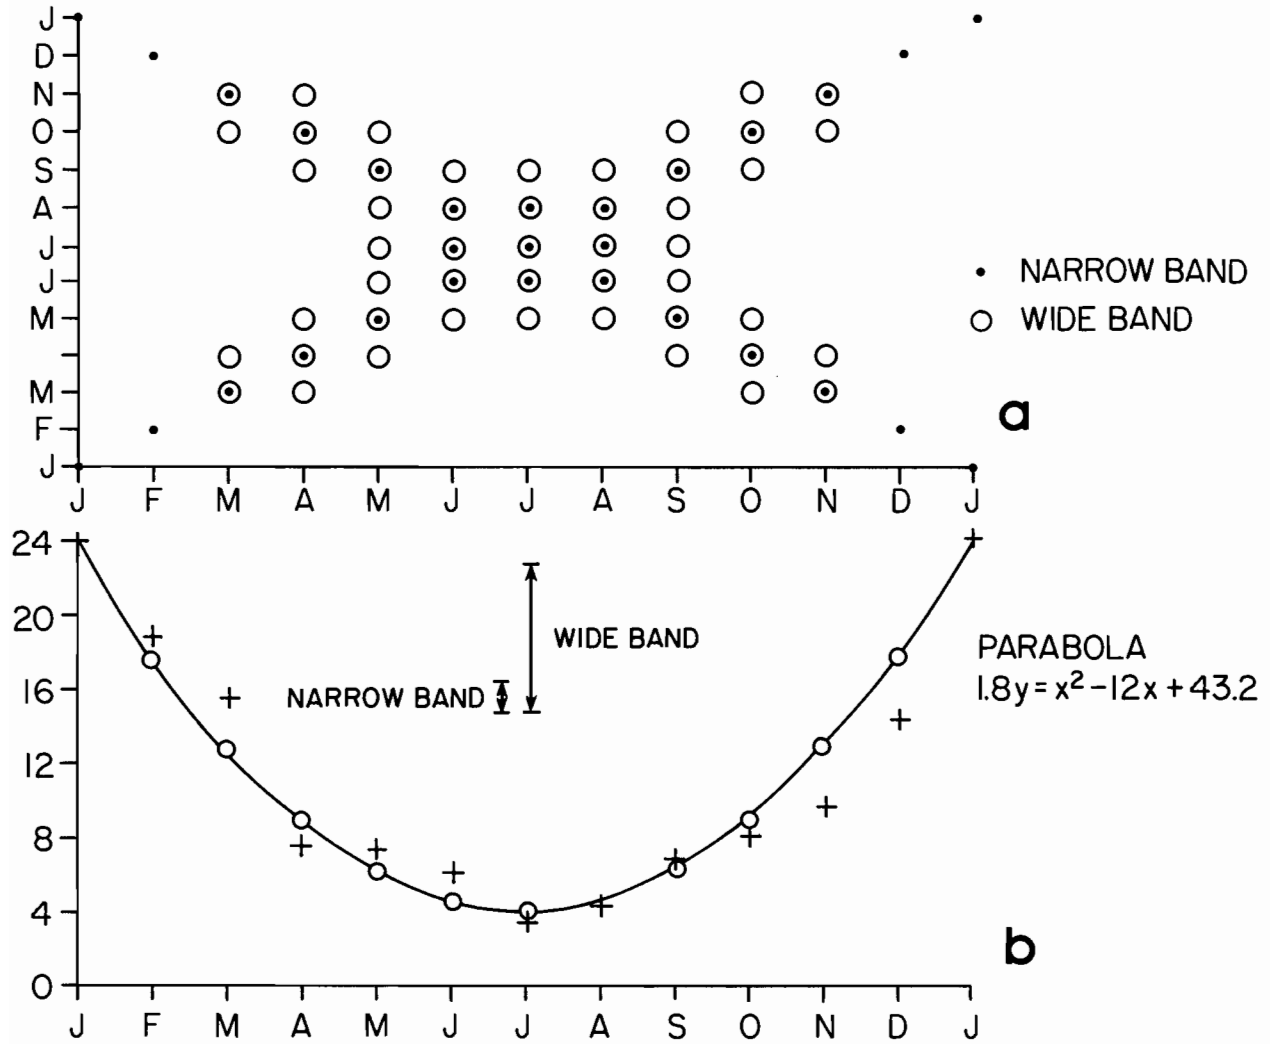 J
D
N
O
S
A
J
J
M
M
F
J
J F M A M J J A S O N D J
• NARROW BAND
○ WIDE BAND
a
24
20
16
12
8
4
0
WIDE BAND
NARROW BAND
PARABOLA
1.8y = x² − 12x + 43.2
b
J F M A M J J A S O N D J